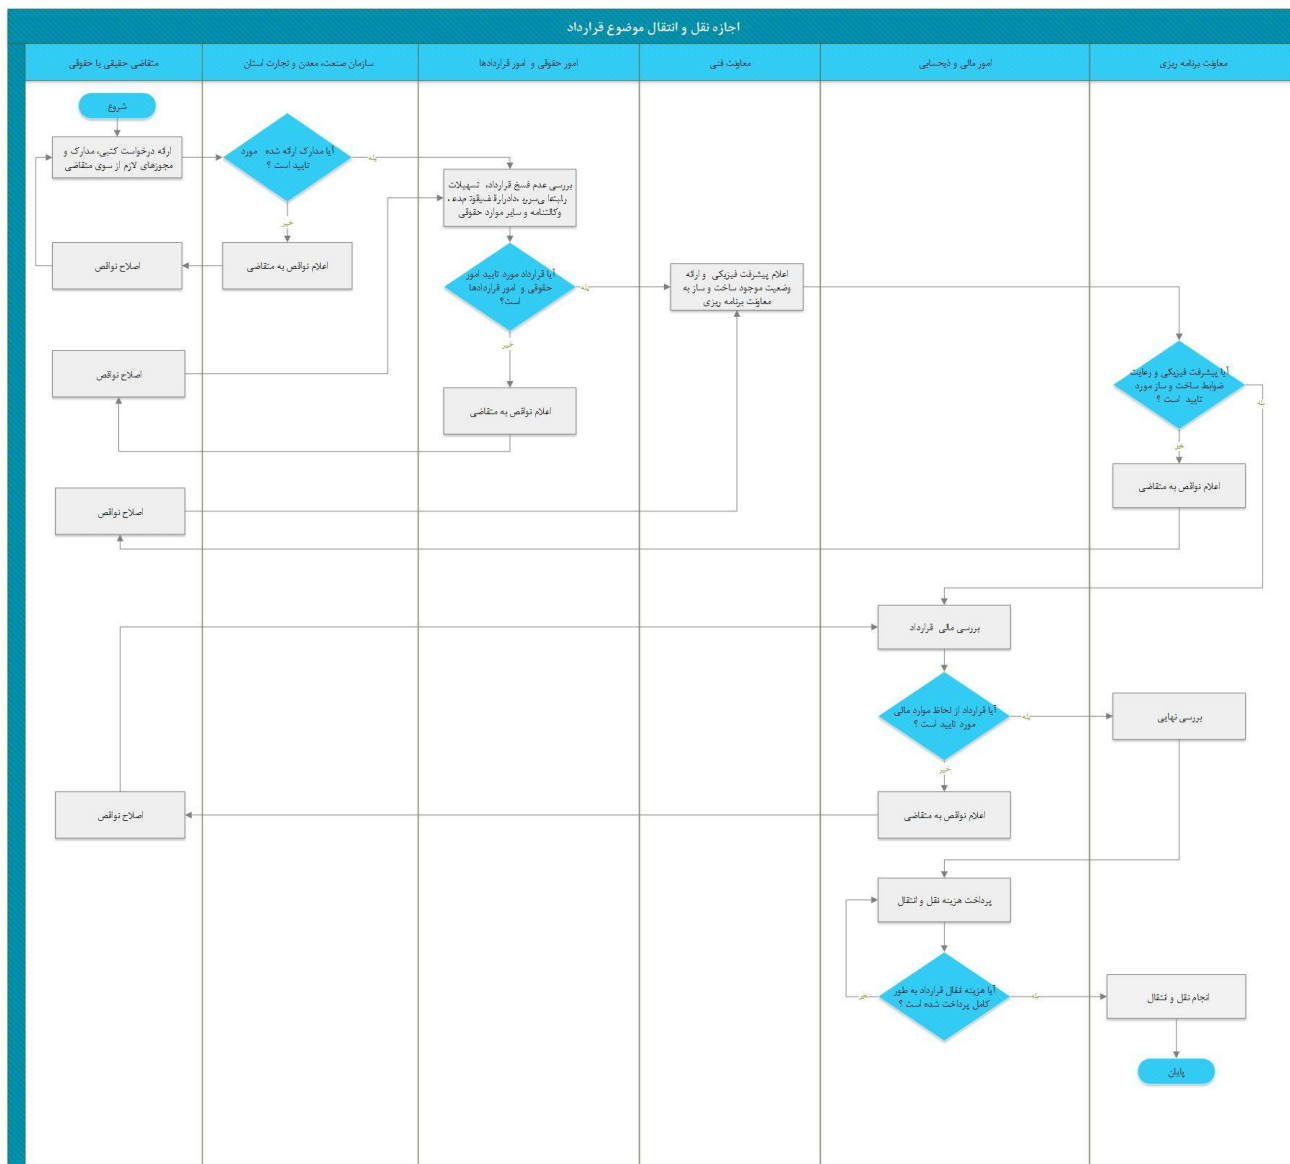 اجازه نقل و انتقال موضوع قرارداد
متقاضی حقیقی یا حقوقی
سازمان صنعت، معدن و تجارت استان
امور حقوقی و امور قراردادها
معاونت فنی
امور مالی و ذیحسابی
معاونت برنامه ریزی
شروع
ارائه درخواست کتبی، مدارک و
مجوزهای لازم از سوی متقاضی
آیا مدارک ارائه شده مورد
تایید است ؟
بله
خیر
اعلام نواقص به متقاضی
اصلاح نواقص
بررسی عدم فسخ قرارداد، تسهیلات
وکالتنامه و سایر موارد حقوقی
آیا قرارداد مورد تایید امور
حقوقی و امور قراردادها
است؟
بله
خیر
اعلام نواقص به متقاضی
اصلاح نواقص
اعلام پیشرفت فیزیکی و ارائه
وضعیت موجود ساخت و ساز به
معاونت برنامه ریزی
آیا پیشرفت فیزیکی و رعایت
ضوابط ساخت و ساز مورد
تایید است ؟
بله
خیر
اعلام نواقص به متقاضی
اصلاح نواقص
بررسی مالی قرارداد
آیا قرارداد از لحاظ موارد مالی
مورد تایید است ؟
بله
خیر
بررسی نهایی
اعلام نواقص به متقاضی
اصلاح نواقص
پرداخت هزینه نقل و انتقال
آیا هزینه انتقال قرارداد به طور
کامل پرداخت شده است ؟
خیر
بله
انجام نقل و انتقال
پایان